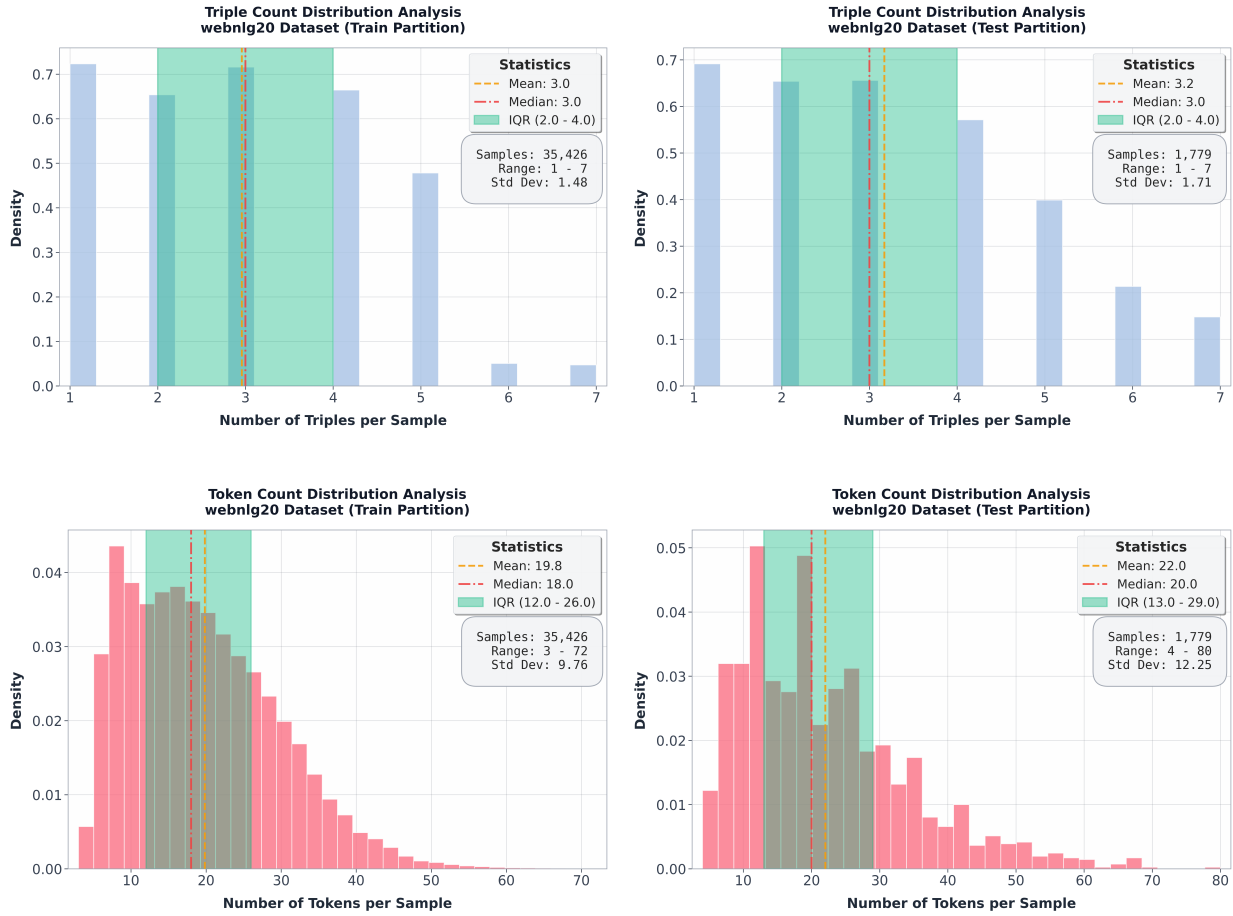 Triple Count Distribution Analysis
webnlg20 Dataset (Train Partition)
Density
0.7
0.6
0.5
0.4
0.3
0.2
0.1
0.0
1 2 3 4 5 6 7
Number of Triples per Sample
Statistics
Mean: 3.0
Median: 3.0
IQR (2.0 - 4.0)
Samples: 35,426
Range: 1 - 7
Std Dev: 1.48
Triple Count Distribution Analysis
webnlg20 Dataset (Test Partition)
Density
0.7
0.6
0.5
0.4
0.3
0.2
0.1
0.0
1 2 3 4 5 6 7
Number of Triples per Sample
Statistics
Mean: 3.2
Median: 3.0
IQR (2.0 - 4.0)
Samples: 1,779
Range: 1 - 7
Std Dev: 1.71
Token Count Distribution Analysis
webnlg20 Dataset (Train Partition)
Density
0.04
0.03
0.02
0.01
0.00
10 20 30 40 50 60 70
Number of Tokens per Sample
Statistics
Mean: 19.8
Median: 18.0
IQR (12.0 - 26.0)
Samples: 35,426
Range: 3 - 72
Std Dev: 9.76
Token Count Distribution Analysis
webnlg20 Dataset (Test Partition)
Density
0.05
0.04
0.03
0.02
0.01
0.00
10 20 30 40 50 60 70 80
Number of Tokens per Sample
Statistics
Mean: 22.0
Median: 20.0
IQR (13.0 - 29.0)
Samples: 1,779
Range: 4 - 80
Std Dev: 12.25